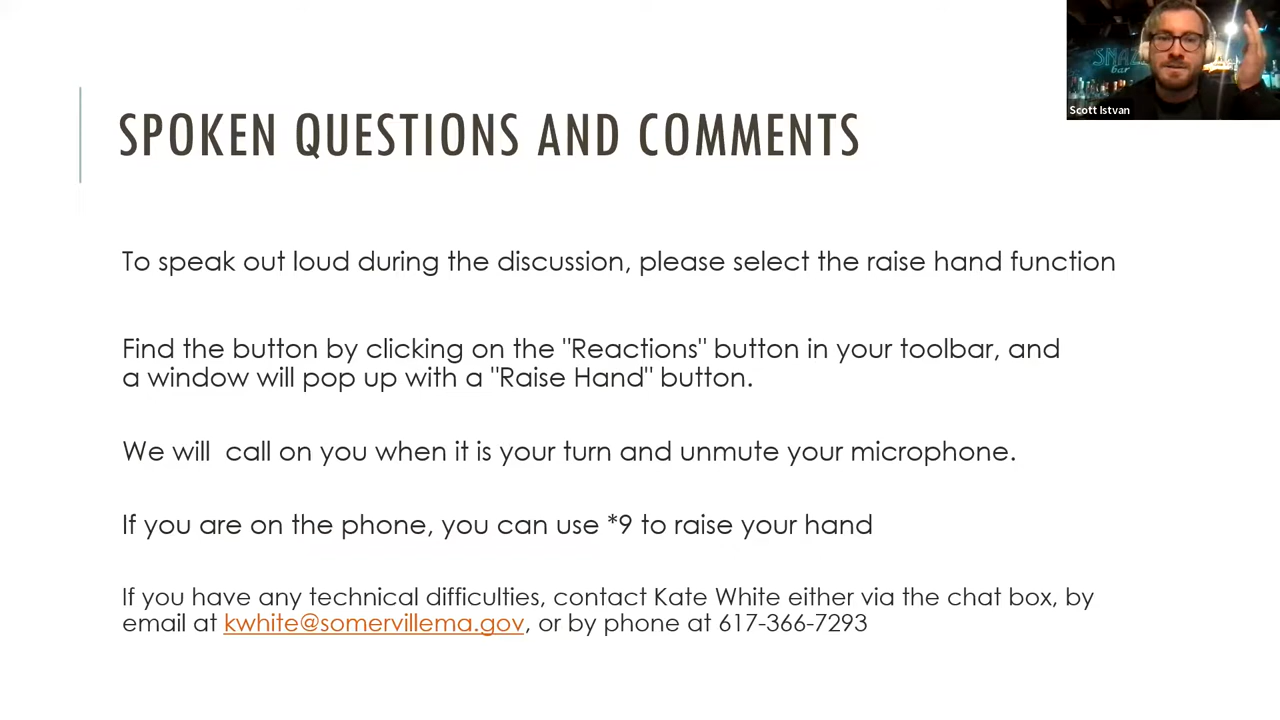 SPOKEN QUESTIONS AND COMMENTS
To speak out loud during the discussion, please select the raise hand function
Find the button by clicking on the "Reactions" button in your toolbar, and
a window will pop up with a "Raise Hand" button.
We will  call on you when it is your turn and unmute your microphone.
If you are on the phone, you can use *9 to raise your hand
If you have any technical difficulties, contact Kate White either via the chat box, by
email at kwhite@somervillema.gov, or by phone at 617-366-7293
bar
Scott Istvan